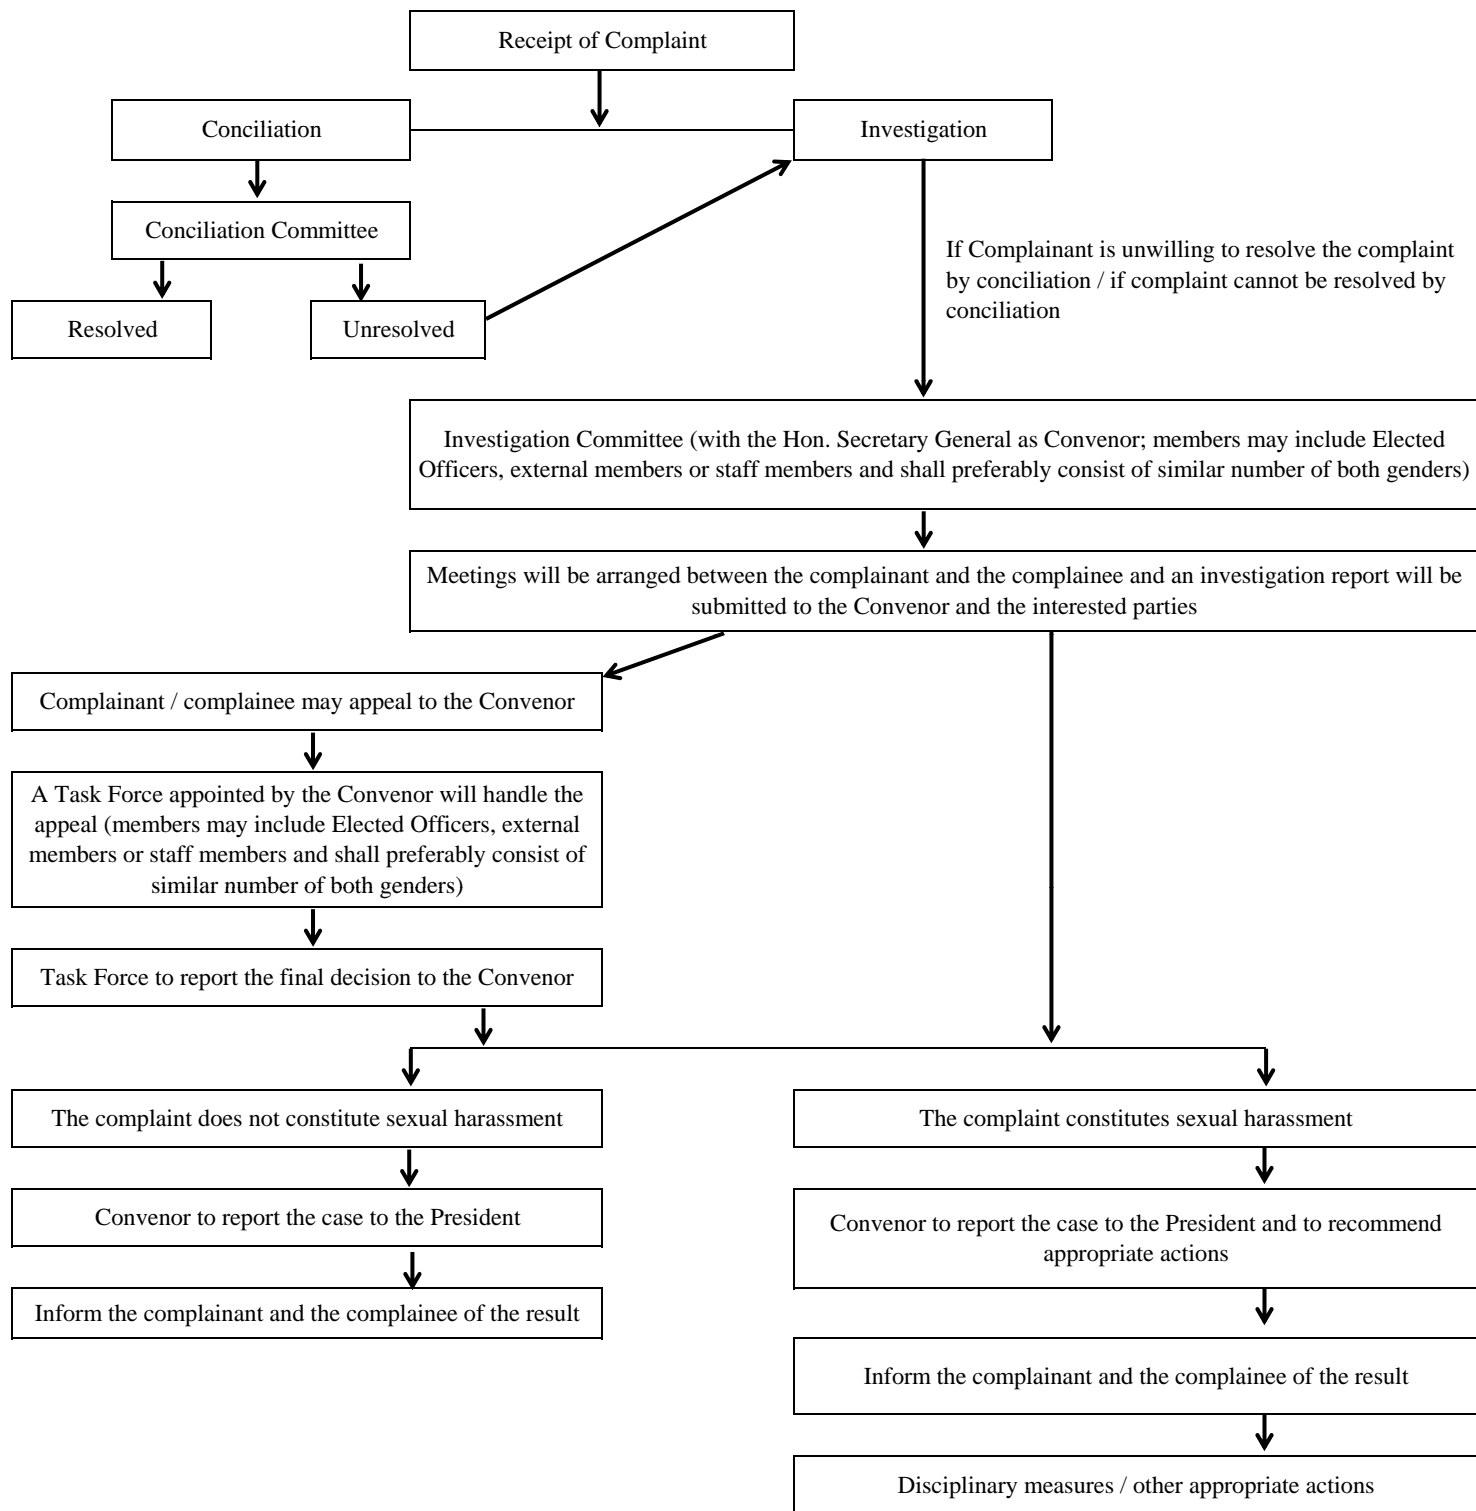 Receipt of Complaint
Conciliation
Investigation
Conciliation Committee
If Complainant is unwilling to resolve the complaint
by conciliation / if complaint cannot be resolved by
conciliation
Resolved
Unresolved
Investigation Committee (with the Hon. Secretary General as Convenor; members may include Elected
Officers, external members or staff members and shall preferably consist of similar number of both genders)
Meetings will be arranged between the complainant and the complainee and an investigation report will be
submitted to the Convenor and the interested parties
Complainant / complainee may appeal to the Convenor
A Task Force appointed by the Convenor will handle the
appeal (members may include Elected Officers, external
members or staff members and shall preferably consist of
similar number of both genders)
Task Force to report the final decision to the Convenor
The complaint does not constitute sexual harassment
The complaint constitutes sexual harassment
Convenor to report the case to the President
Convenor to report the case to the President and to recommend
appropriate actions
Inform the complainant and the complainee of the result
Inform the complainant and the complainee of the result
Disciplinary measures / other appropriate actions